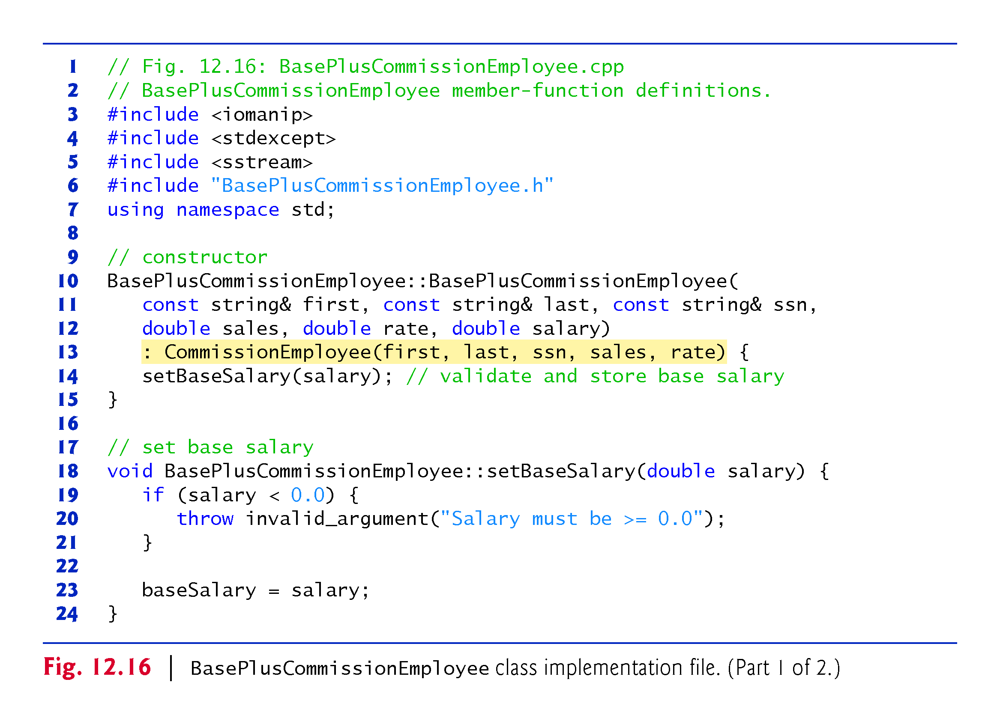 1 // Fig. 12.16: BasePlusCommissionEmployee.cpp
2 // BasePlusCommissionEmployee member-function definitions.
3 #include <iomanip>
4 #include <stdexcept>
5 #include <sstream>
6 #include "BasePlusCommissionEmployee.h"
7 using namespace std;
8
9 // constructor
10 BasePlusCommissionEmployee::BasePlusCommissionEmployee(
11    const string& first, const string& last, const string& ssn,
12    double sales, double rate, double salary)
13    : CommissionEmployee(first, last, ssn, sales, rate) {
14    setBaseSalary(salary); // validate and store base salary
15 }
16
17 // set base salary
18 void BasePlusCommissionEmployee::setBaseSalary(double salary) {
19    if (salary < 0.0) {
20       throw invalid_argument("Salary must be >= 0.0");
21    }
22
23    baseSalary = salary;
24 }
Fig. 12.16 | BasePlusCommissionEmployee class implementation file. (Part 1 of 2.)